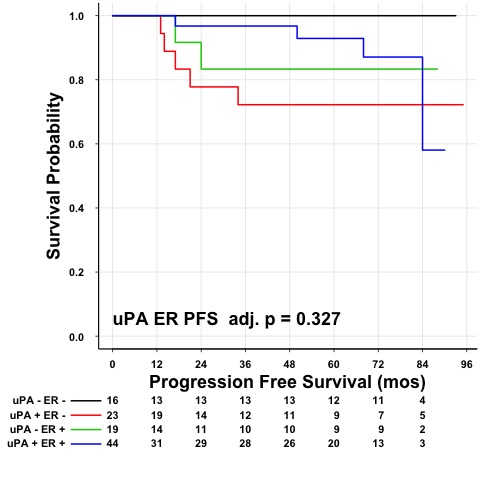 Survival Probability
1.0
0.8
0.6
0.4
0.2
0.0
uPA ER PFS adj. p = 0.327
0 12 24 36 48 60 72 84 96
Progression Free Survival (mos)
uPA - ER - 16 13 13 13 13 12 11 4
uPA + ER - 23 19 14 12 11 9 7 5
uPA - ER + 19 14 11 10 10 9 9 2
uPA + ER + 44 31 29 28 26 20 13 3